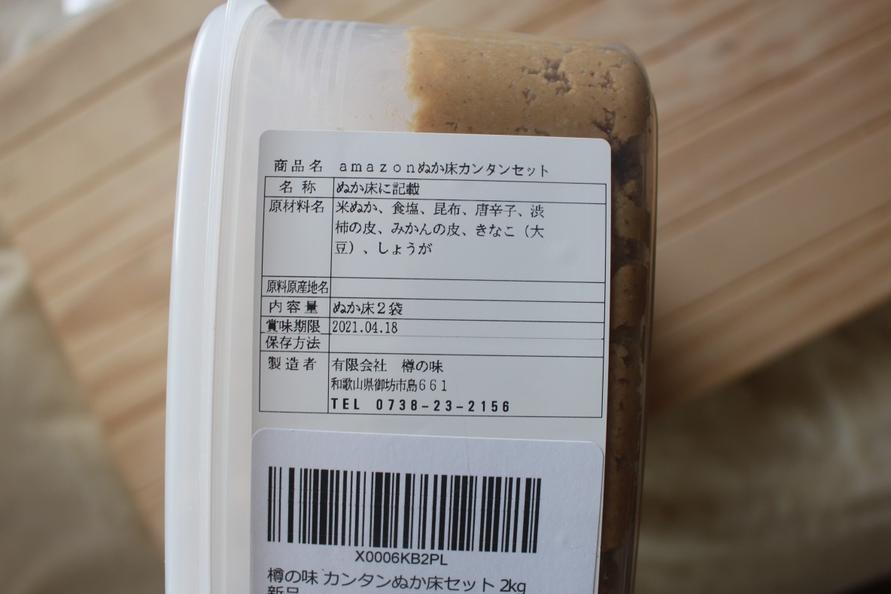 商品名 amazonぬか床カンタンセット
名称 ぬか床に記載
原材料名 米ぬか、食塩、昆布、唐辛子、渋
柿の皮、みかんの皮、きなこ（大
豆）、しょうが
原料原産地名
内容量 ぬか床２袋
賞味期限 2021.04.18
保存方法
製造者 有限会社 樽の味
和歌山県御坊市島６６１
TEL 0738-23-2156
X0006KB2PL
樽の味 カンタンぬか床セット 2kg
新品